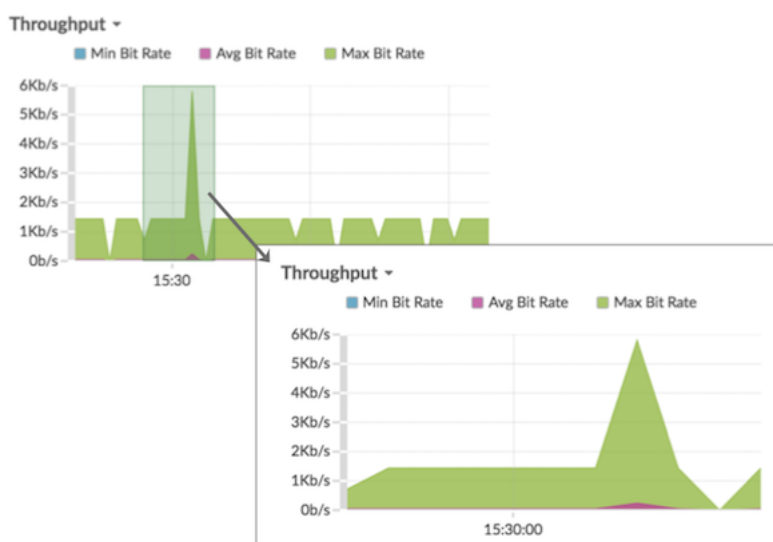 Throughput
Min Bit Rate Avg Bit Rate Max Bit Rate
6Kb/s
5Kb/s
4Kb/s
3Kb/s
2Kb/s
1Kb/s
0b/s
15:30
Throughput
Min Bit Rate Avg Bit Rate Max Bit Rate
6Kb/s
5Kb/s
4Kb/s
3Kb/s
2Kb/s
1Kb/s
0b/s
15:30:00